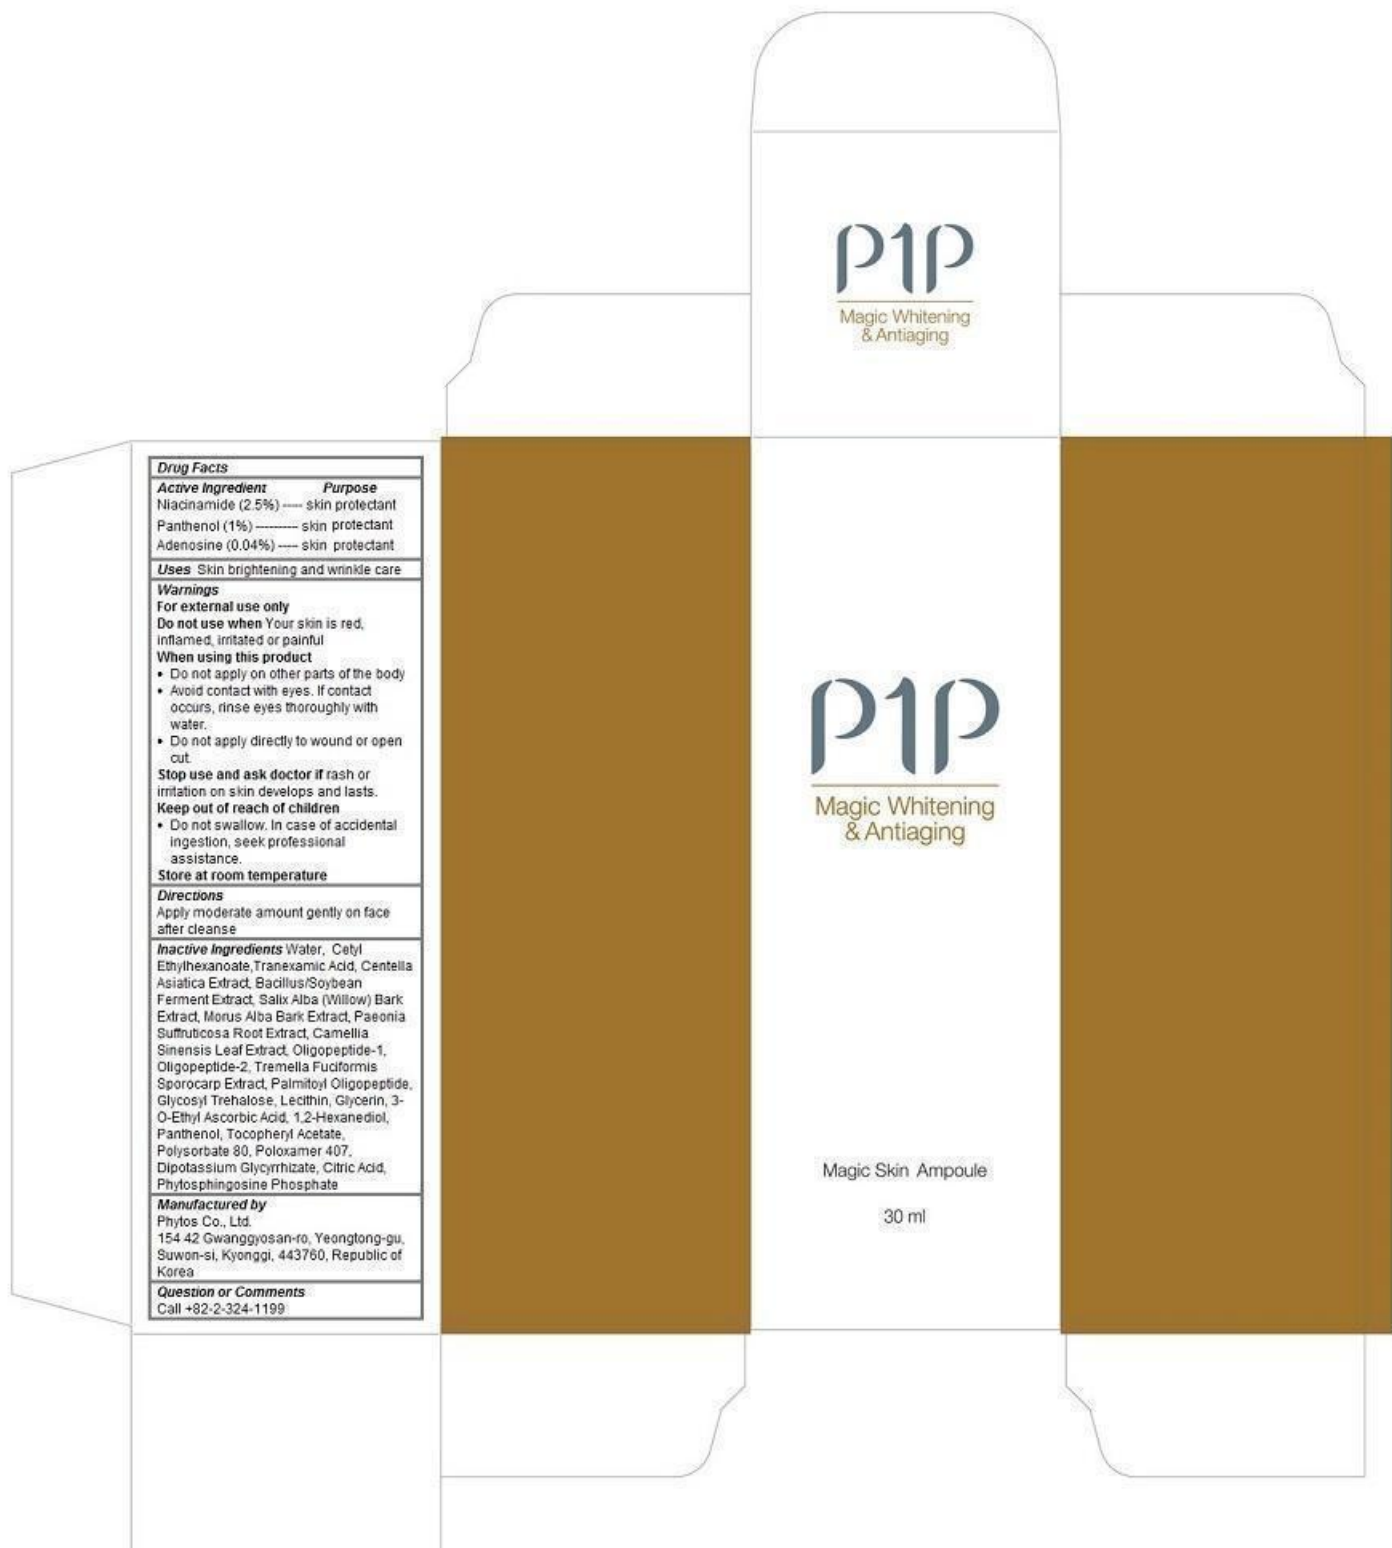 P1P
Magic Whitening
& Antiaging
Drug Facts
Active Ingredient Purpose
Niacinamide (2.5%) ----- skin protectant
Panthenol (1%) ---------- skin protectant
Adenosine (0.04%) ----- skin protectant
Uses Skin brightening and wrinkle care
Warnings
For external use only
Do not use when Your skin is red,
inflamed, irritated or painful
When using this product
• Do not apply on other parts of the body
• Avoid contact with eyes. If contact
occurs, rinse eyes thoroughly with
water.
• Do not apply directly to wound or open
cut.
Stop use and ask doctor if rash or
irritation on skin develops and lasts.
Keep out of reach of children
• Do not swallow. In case of accidental
ingestion, seek professional
assistance.
Store at room temperature
Directions
Apply moderate amount gently on face
after cleanse
Inactive Ingredients Water, Cetyl
Ethylhexanoate,Tranexamic Acid, Centella
Asiatica Extract, Bacillus/Soybean
Ferment Extract, Salix Alba (Willow) Bark
Extract, Morus Alba Bark Extract, Paeonia
Suffruticosa Root Extract, Camellia
Sinensis Leaf Extract, Oligopeptide-1,
Oligopeptide-2, Tremella Fuciformis
Sporocarp Extract, Palmitoyl Oligopeptide,
Glycosyl Trehalose, Lecithin, Glycerin, 3-
O-Ethyl Ascorbic Acid, 1,2-Hexanediol,
Panthenol, Tocopheryl Acetate,
Polysorbate 80, Poloxamer 407,
Dipotassium Glycyrrhizate, Citric Acid,
Phytosphingosine Phosphate
Manufactured by
Phytos Co., Ltd.
154 42 Gwanggyosan-ro, Yeongtong-gu,
Suwon-si, Kyonggi, 443760, Republic of
Korea
Question or Comments
Call +82-2-324-1199
P1P
Magic Whitening
& Antiaging
Magic Skin Ampoule
30 ml